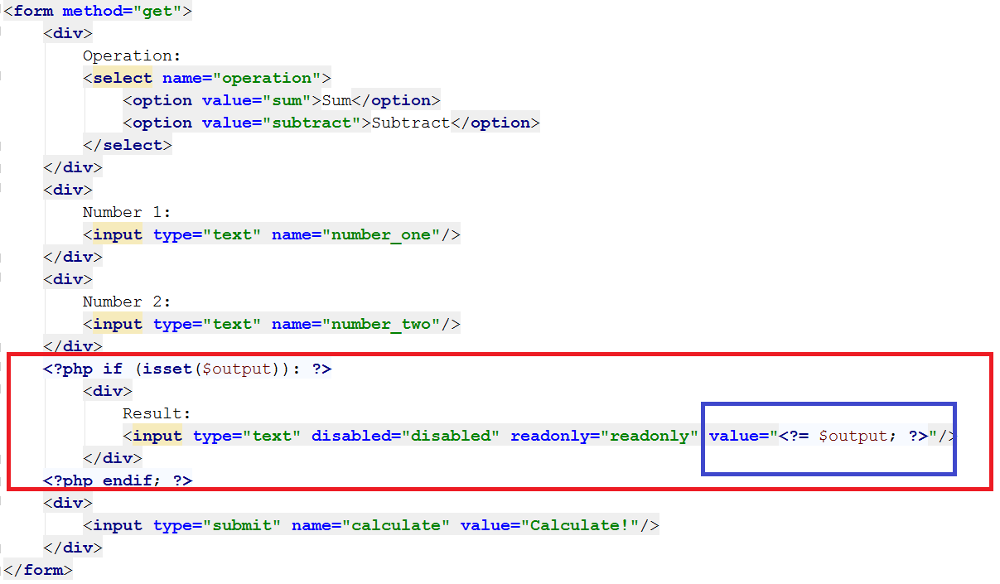 <form method="get">
    <div>
        Operation:
        <select name="operation">
            <option value="sum">Sum</option>
            <option value="subtract">Subtract</option>
        </select>
    </div>
    <div>
        Number 1:
        <input type="text" name="number_one"/>
    </div>
    <div>
        Number 2:
        <input type="text" name="number_two"/>
    </div>
    <?php if (isset($output)): ?>
        <div>
            Result:
            <input type="text" disabled="disabled" readonly="readonly" value="<?= $output; ?>"/>
        </div>
    <?php endif; ?>
    <div>
        <input type="submit" name="calculate" value="Calculate!"/>
    </div>
</form>